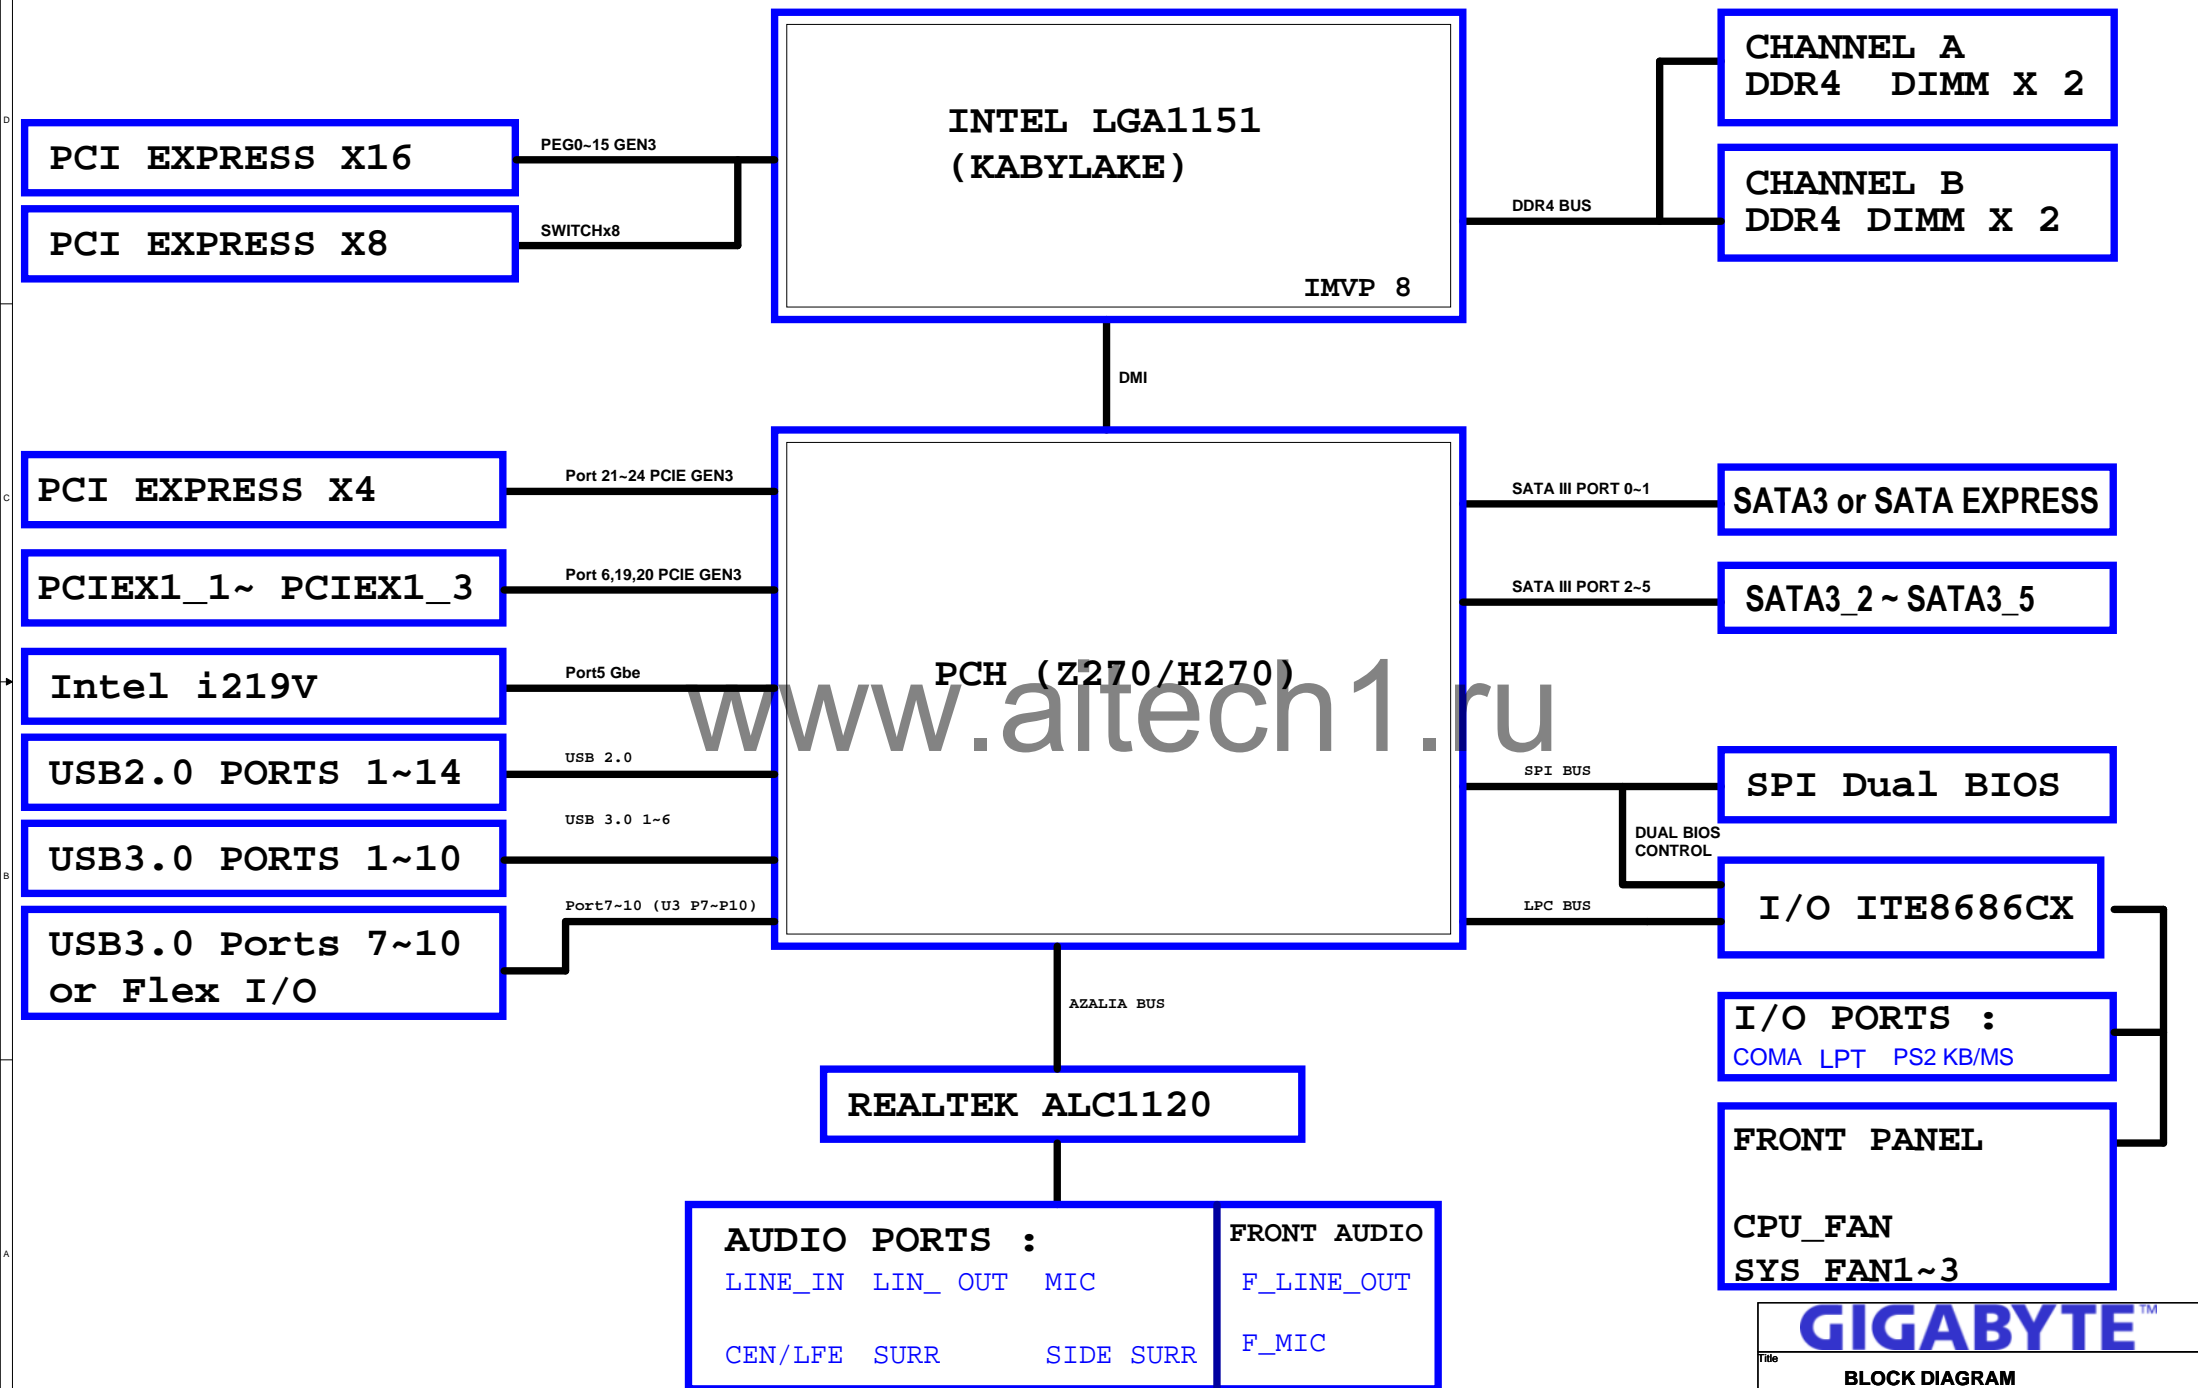 INTEL LGA1151
(KABYLAKE)
IMVP 8
CHANNEL A
DDR4 DIMM X 2
CHANNEL B
DDR4 DIMM X 2
DDR4 BUS
PCI EXPRESS X16
PEG0~15 GEN3
PCI EXPRESS X8
SWITCHx8
DMI
PCI EXPRESS X4
Port 21~24 PCIE GEN3
PCIEX1_1~ PCIEX1_3
Port 6,19,20 PCIE GEN3
Intel i219V
Port5 Gbe
USB2.0 PORTS 1~14
USB 2.0
USB3.0 PORTS 1~10
USB 3.0 1~6
USB3.0 Ports 7~10
or Flex I/O
Port7~10 (U3 P7~P10)
PCH (Z270/H270)
www.aitech1.ru
SATA III PORT 0~1
SATA3 or SATA EXPRESS
SATA III PORT 2~5
SATA3_2 ~ SATA3_5
SPI BUS
SPI Dual BIOS
DUAL BIOS
CONTROL
LPC BUS
I/O ITE8686CX
I/O PORTS :
COMA LPT PS2 KB/MS
FRONT PANEL
CPU_FAN
SYS FAN1~3
AZALIA BUS
REALTEK ALC1120
AUDIO PORTS :
LINE_IN LIN_ OUT MIC
CEN/LFE SURR SIDE SURR
FRONT AUDIO
F_LINE_OUT
F_MIC
GIGABYTE™
Title
BLOCK DIAGRAM
D
C
B
A